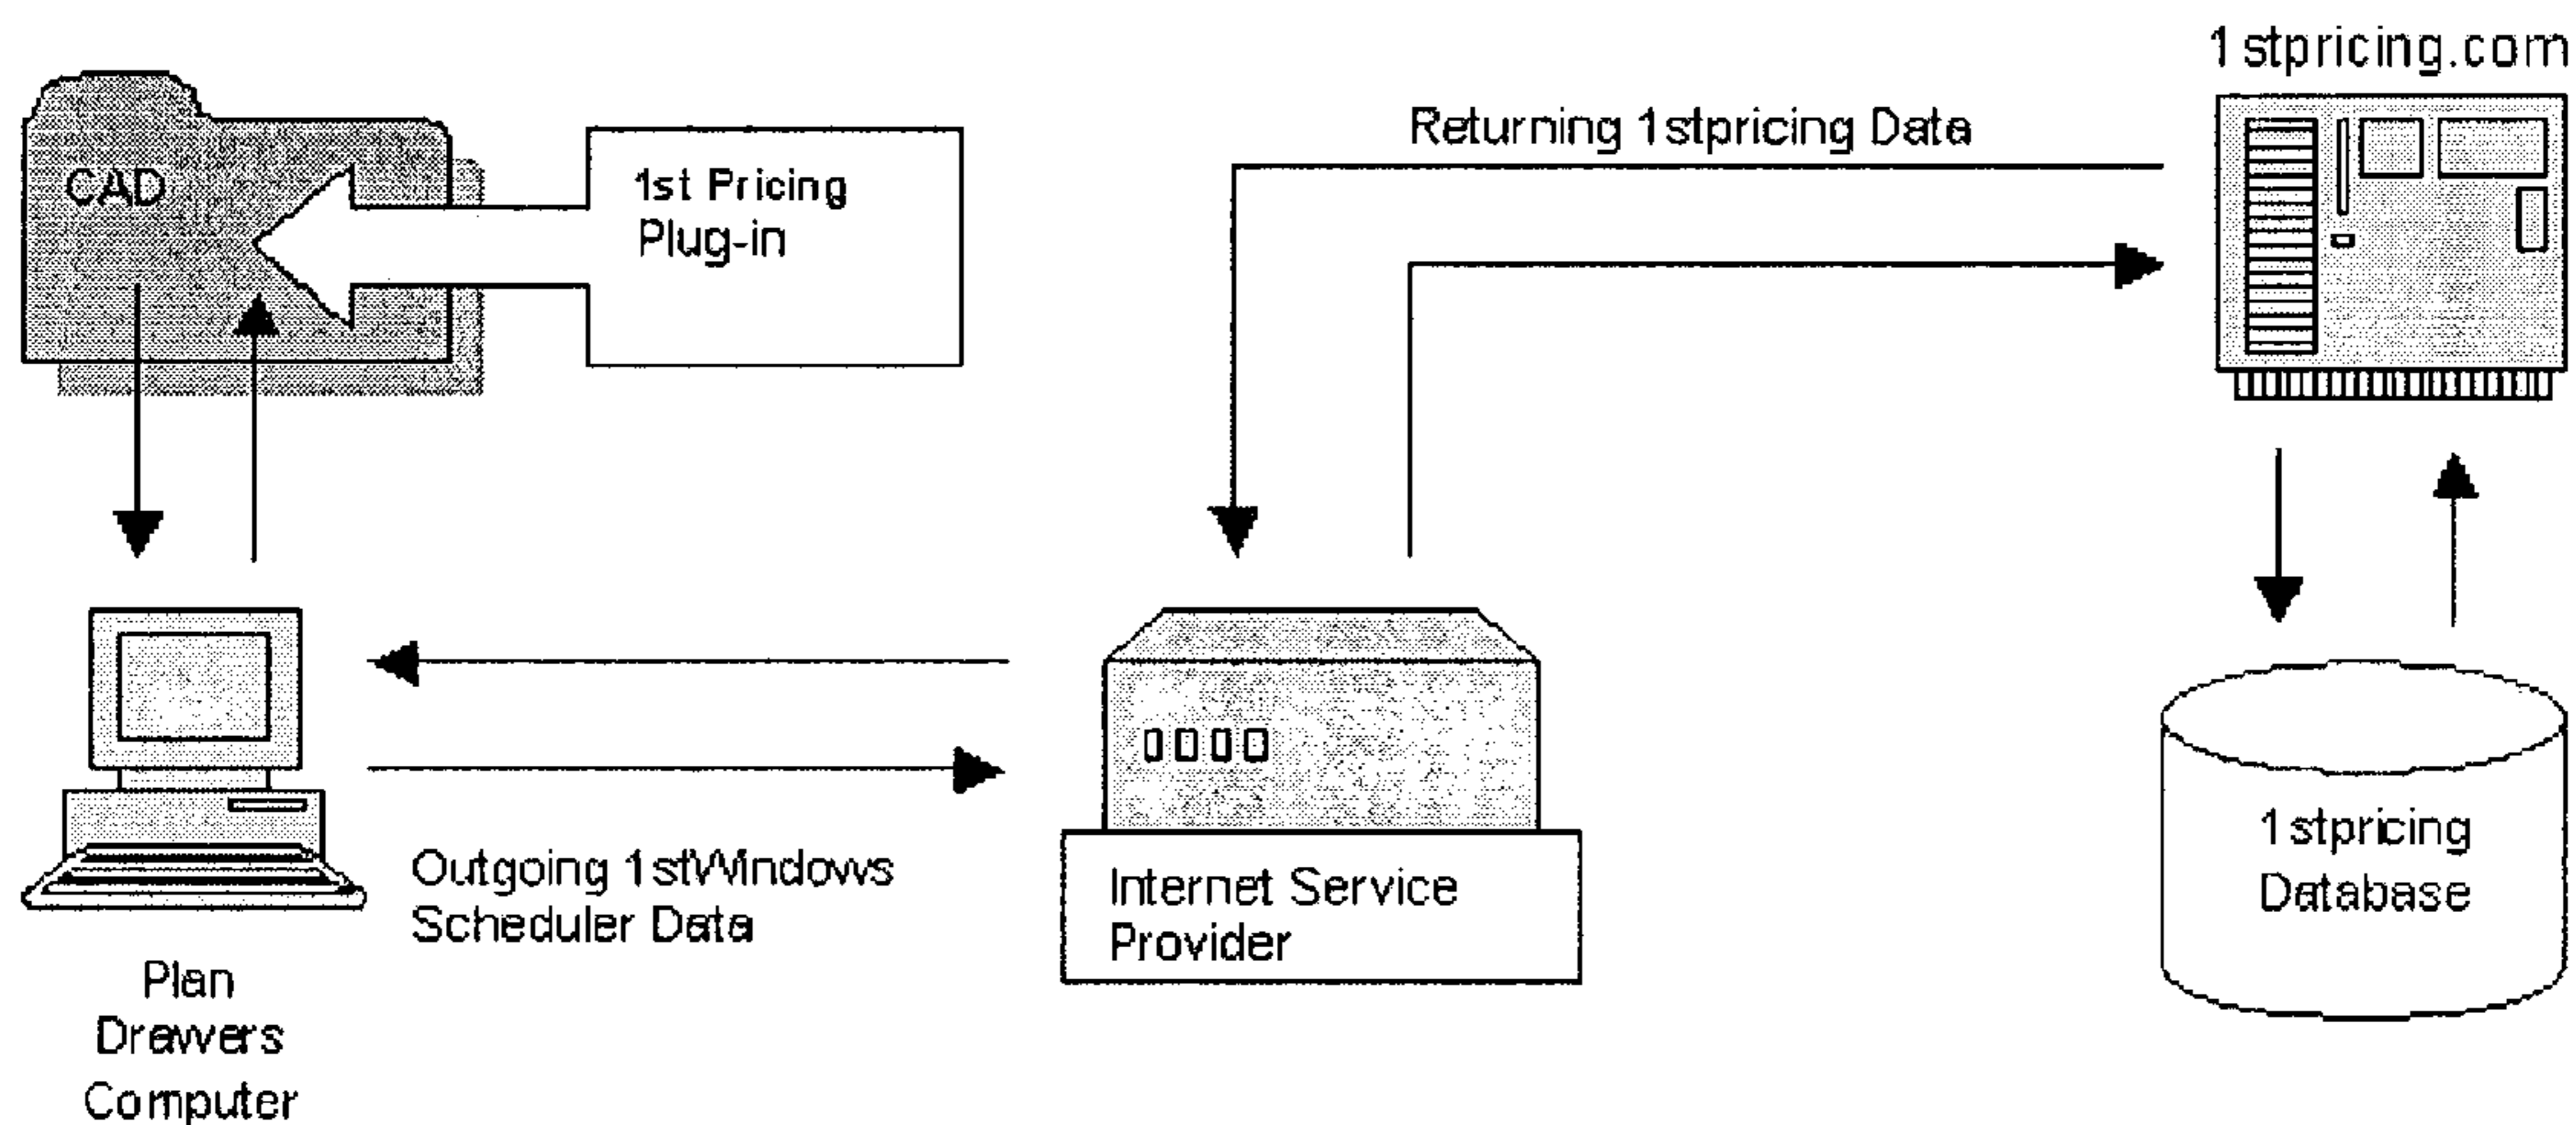 1stpricing.com
Returning 1stpricing Data
CAD
1st Pricing
Plug-in
Outgoing 1stWindows
Scheduler Data
Internet Service
Provider
1stpricing
Database
Plan
Drawers
Computer